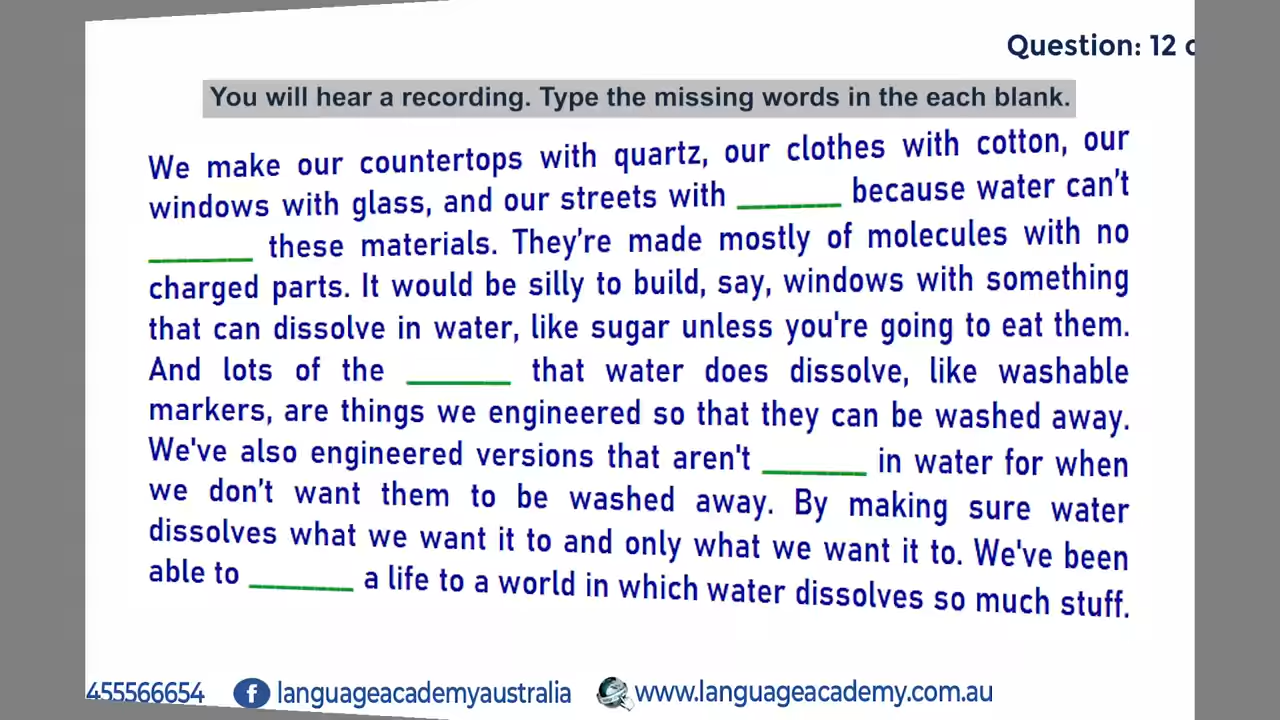 Question: 12
You will hear a recording. Type the missing words in the each blank.
We make our countertops with quartz, our clothes with cotton, our
windows with glass, and our streets with ______ because water can't
______ these materials. They're made mostly of molecules with no
charged parts. It would be silly to build, say, windows with something
that can dissolve in water, like sugar unless you're going to eat them.
And lots of the ______ that water does dissolve, like washable
markers, are things we engineered so that they can be washed away.
We've also engineered versions that aren't ______ in water for when
we don't want them to be washed away. By making sure water
dissolves what we want it to and only what we want it to. We've been
able to ______ a life to a world in which water dissolves so much stuff.
455566654 languageacademyaustralia www.languageacademy.com.au